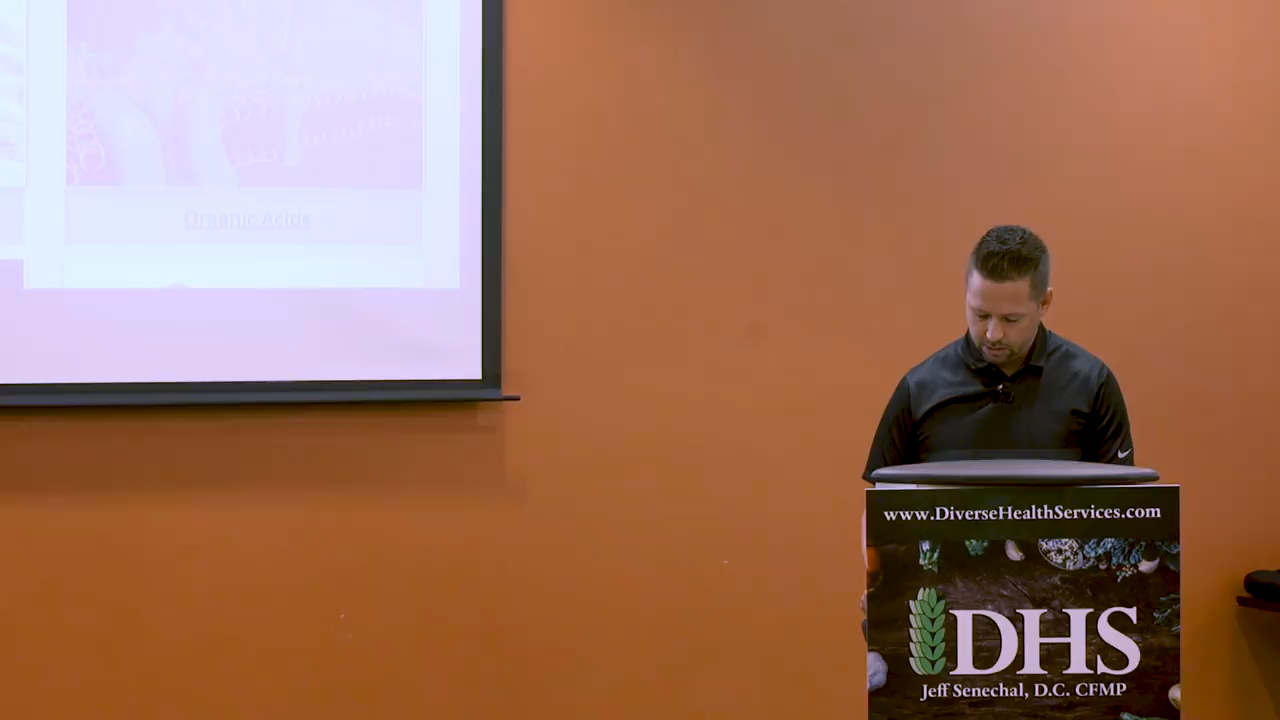 Organic Acids
www.DiverseHealthServices.com
DHS
Jeff Senechal, D.C. CFMP